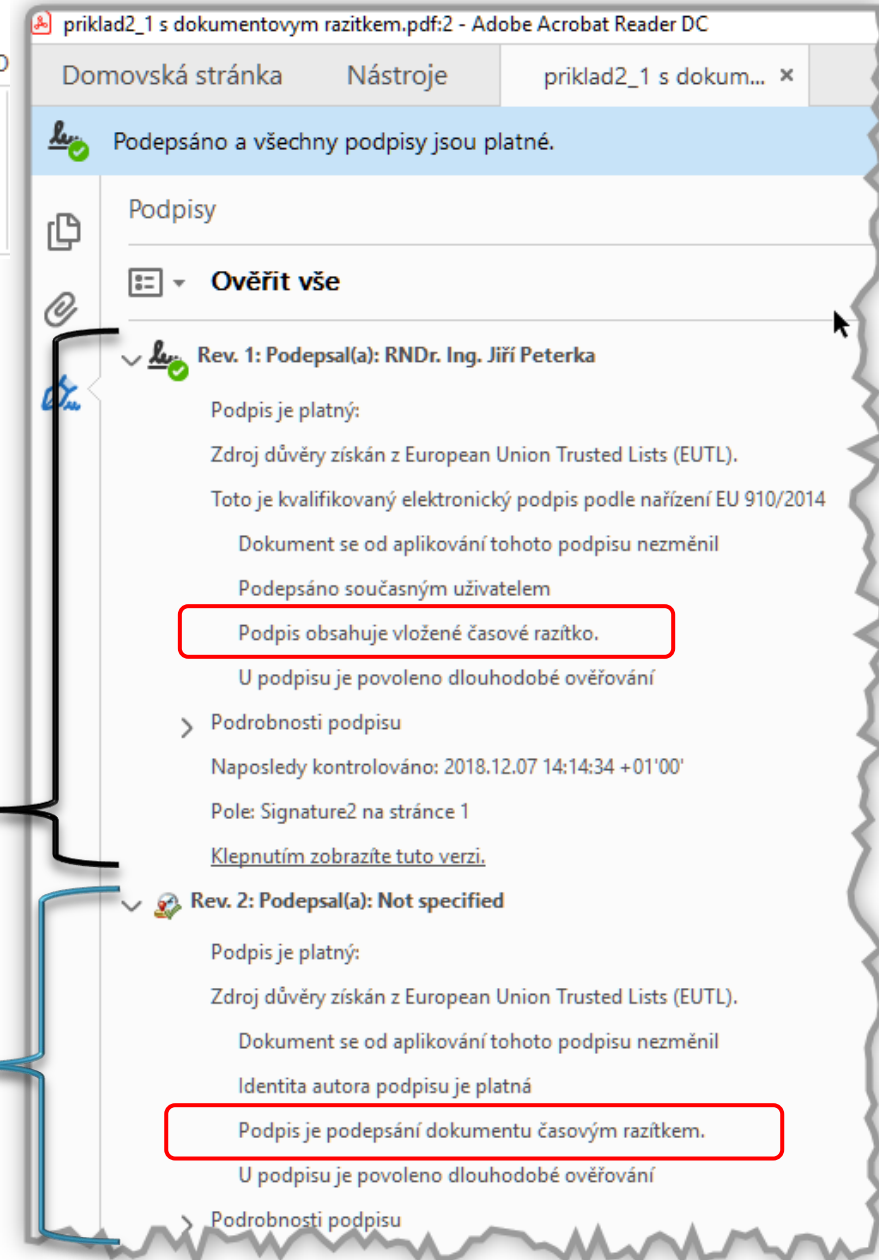 priklad2_1 s dokumentovym razitkem.pdf:2 - Adobe Acrobat Reader DC
Domovská stránka Nástroje priklad2_1 s dokum... ×
Podepsáno a všechny podpisy jsou platné.
Podpisy
Ověřit vše
Rev. 1: Podepsal(a): RNDr. Ing. Jiří Peterka
Podpis je platný:
Zdroj důvěry získán z European Union Trusted Lists (EUTL).
Toto je kvalifikovaný elektronický podpis podle nařízení EU 910/2014
Dokument se od aplikování tohoto podpisu nezměnil
Podepsáno současným uživatelem
Podpis obsahuje vložené časové razítko.
U podpisu je povoleno dlouhodobé ověřování
Podrobnosti podpisu
Naposledy kontrolováno: 2018.12.07 14:14:34 +01'00'
Pole: Signature2 na stránce 1
Klepnutím zobrazíte tuto verzi.
Rev. 2: Podepsal(a): Not specified
Podpis je platný:
Zdroj důvěry získán z European Union Trusted Lists (EUTL).
Dokument se od aplikování tohoto podpisu nezměnil
Identita autora podpisu je platná
Podpis je podepsání dokumentu časovým razítkem.
U podpisu je povoleno dlouhodobé ověřování
Podrobnosti podpisu